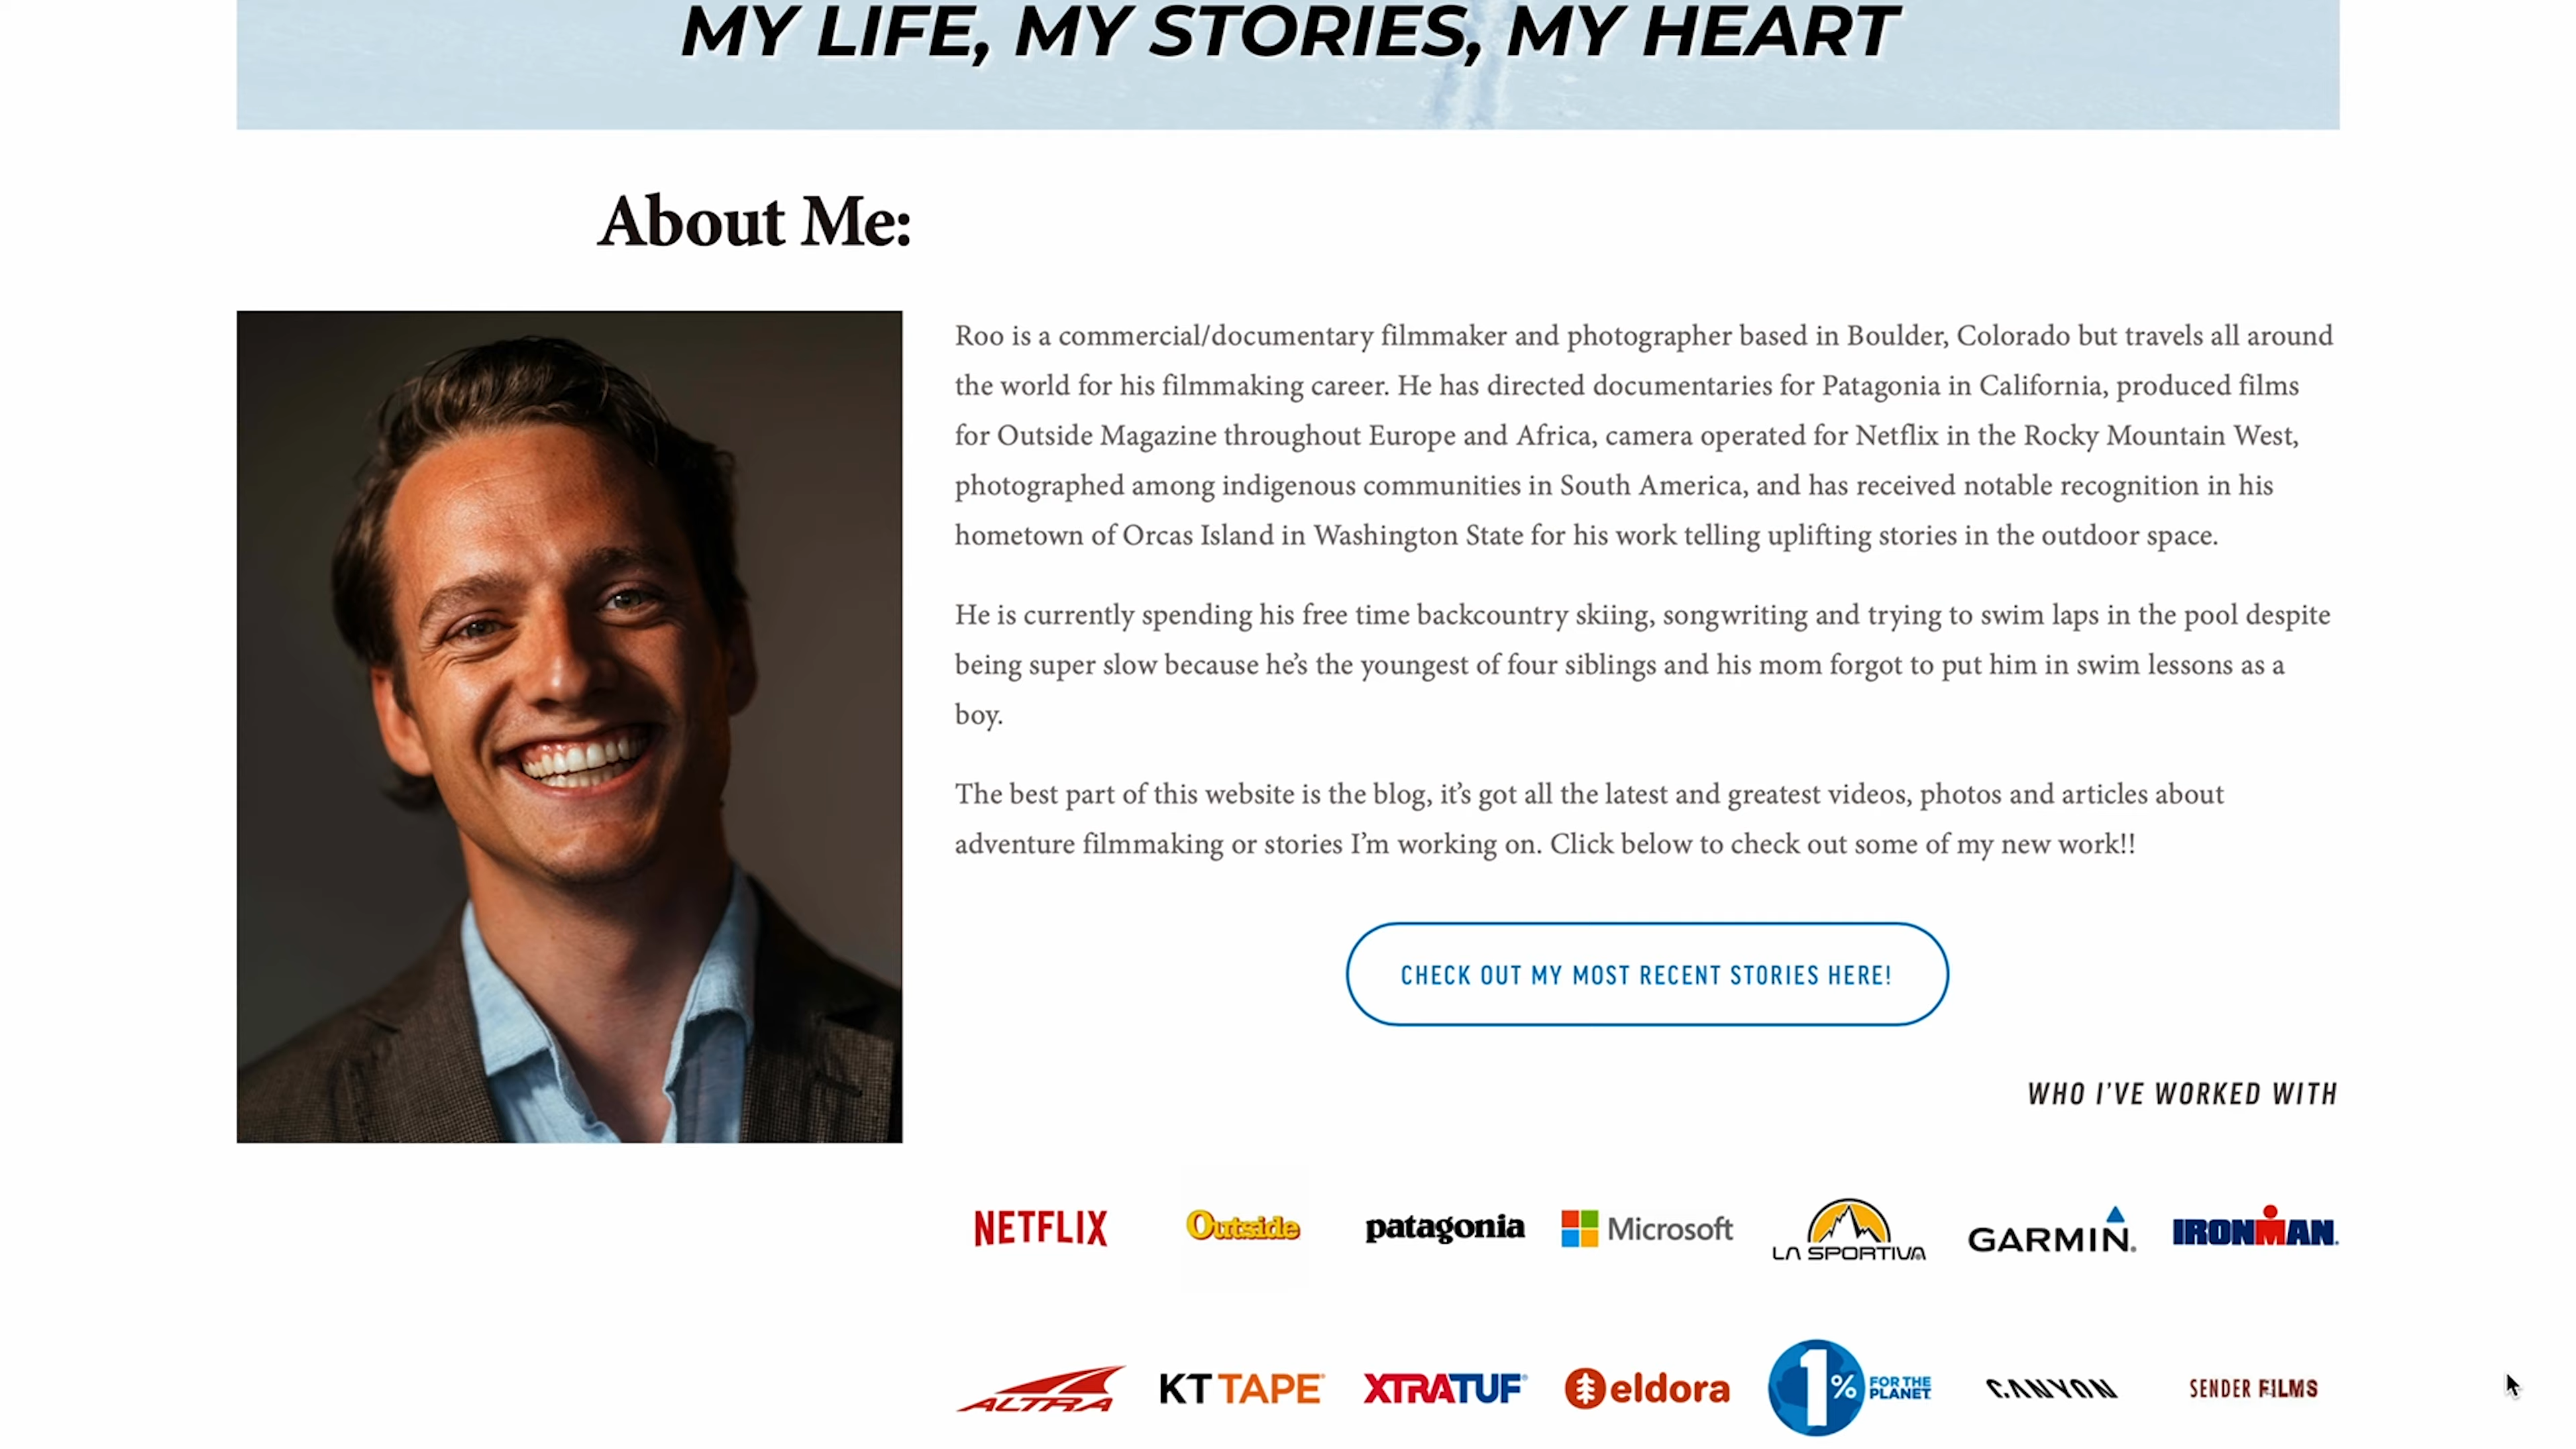 MY LIFE, MY STORIES, MY HEART
About Me:
Roo is a commercial/documentary filmmaker and photographer based in Boulder, Colorado but travels all around
the world for his filmmaking career. He has directed documentaries for Patagonia in California, produced films
for Outside Magazine throughout Europe and Africa, camera operated for Netflix in the Rocky Mountain West,
photographed among indigenous communities in South America, and has received notable recognition in his
hometown of Orcas Island in Washington State for his work telling uplifting stories in the outdoor space.
He is currently spending his free time backcountry skiing, songwriting and trying to swim laps in the pool despite
being super slow because he’s the youngest of four siblings and his mom forgot to put him in swim lessons as a
boy.
The best part of this website is the blog, it’s got all the latest and greatest videos, photos and articles about
adventure filmmaking or stories I’m working on. Click below to check out some of my new work!!
CHECK OUT MY MOST RECENT STORIES HERE!
WHO I’VE WORKED WITH
NETFLIX Outside patagonia Microsoft LA SPORTIVA GARMIN IRONMAN
ALTRA KT TAPE XTRATUF eldora 1% FOR THE PLANET CANYON SENDER FILMS